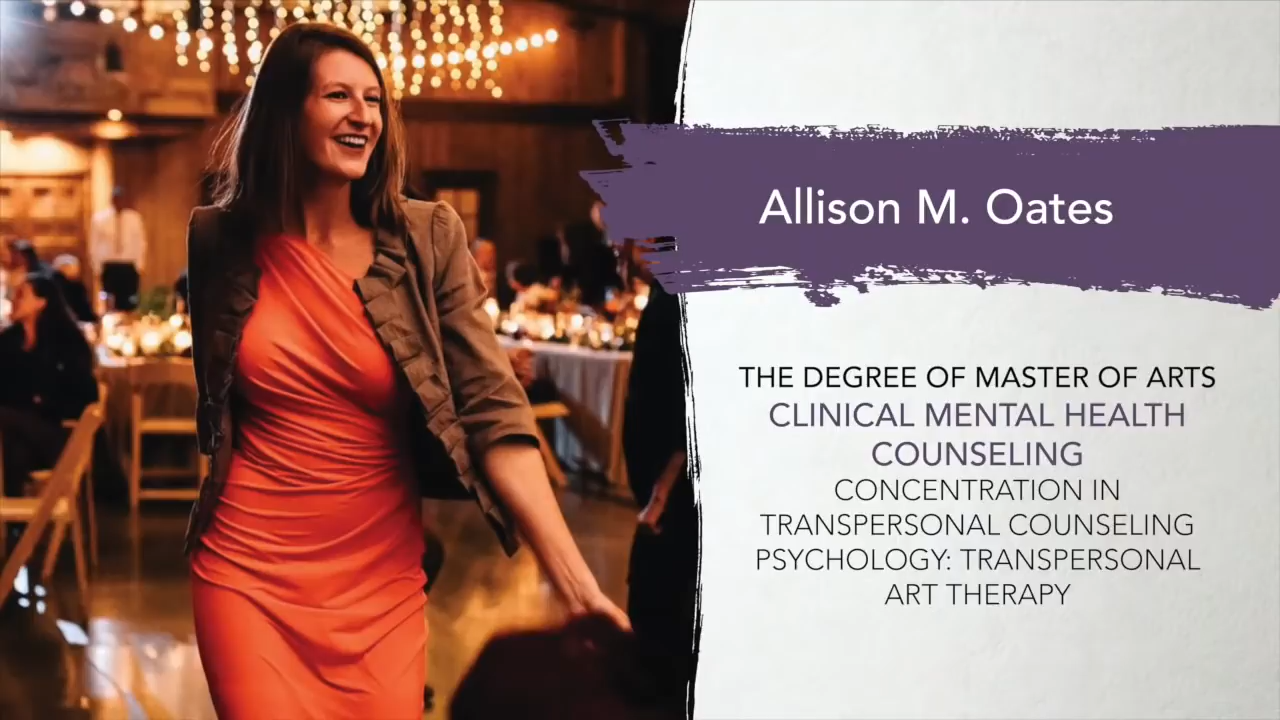 Allison M. Oates
THE DEGREE OF MASTER OF ARTS
CLINICAL MENTAL HEALTH
COUNSELING
CONCENTRATION IN
TRANSPERSONAL COUNSELING
PSYCHOLOGY: TRANSPERSONAL
ART THERAPY